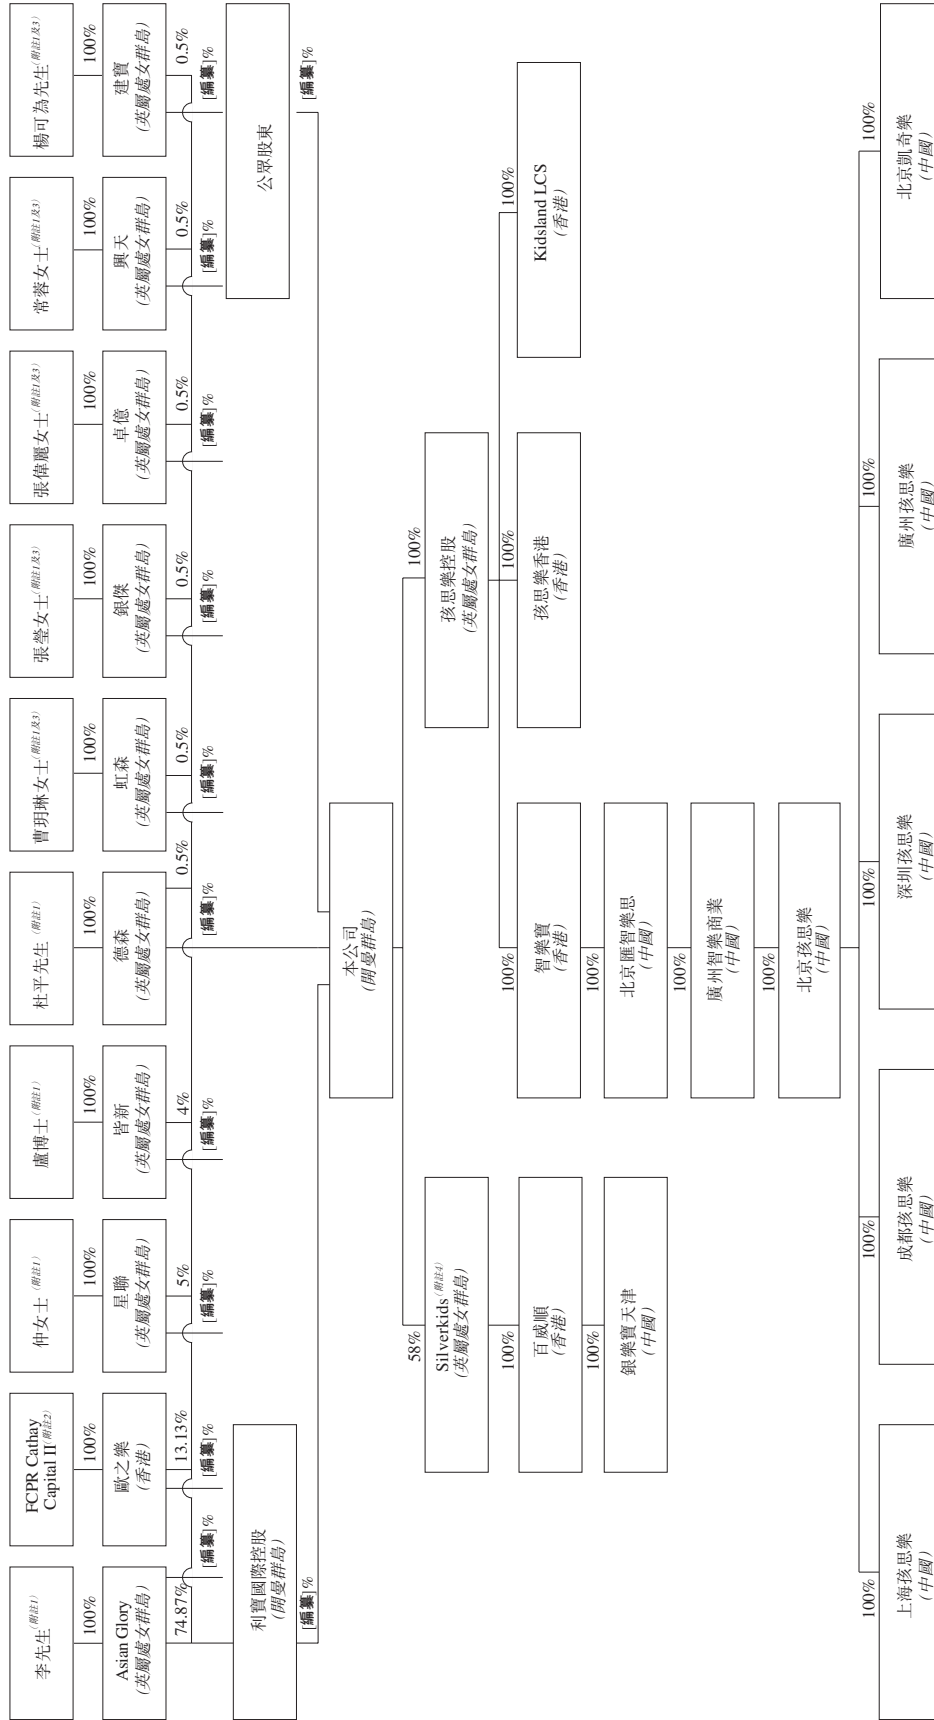 李先生(附註1)
FCPR Cathay
Capital II(附註2)
仲女士(附註1)
盧博士(附註1)
杜平先生(附註1)
曹玥琳女士(附註1及3)
張瑩女士(附註1及3)
張偉麗女士(附註1及3)
常蓉女士(附註1及3)
楊可為先生(附註1及3)
100%
100%
100%
100%
100%
100%
100%
100%
100%
100%
Asian Glory
(英屬處女群島)
歐之樂
(香港)
星聯
(英屬處女群島)
皆新
(英屬處女群島)
德森
(英屬處女群島)
虹森
(英屬處女群島)
銀傑
(英屬處女群島)
卓億
(英屬處女群島)
興天
(英屬處女群島)
建寶
(英屬處女群島)
74.87%
13.13%
5%
4%
0.5%
0.5%
0.5%
0.5%
0.5%
0.5%
[編纂]%
[編纂]%
[編纂]%
[編纂]%
[編纂]%
[編纂]%
[編纂]%
[編纂]%
[編纂]%
[編纂]%
利寶國際控股
(開曼群島)
公眾股東
[編纂]%
[編纂]%
本公司
(開曼群島)
58%
100%
Silverkids(附註4)
(英屬處女群島)
孩思樂控股
(英屬處女群島)
100%
100%
100%
100%
百威順
(香港)
智樂寶
(香港)
孩思樂香港
(香港)
Kidsland LCS
(香港)
100%
100%
銀樂寶天津
(中國)
北京匯智樂思
(中國)
100%
廣州智樂商業
(中國)
100%
北京孩思樂
(中國)
100%
100%
100%
100%
100%
上海孩思樂
(中國)
成都孩思樂
(中國)
深圳孩思樂
(中國)
廣州孩思樂
(中國)
北京凱奇樂
(中國)